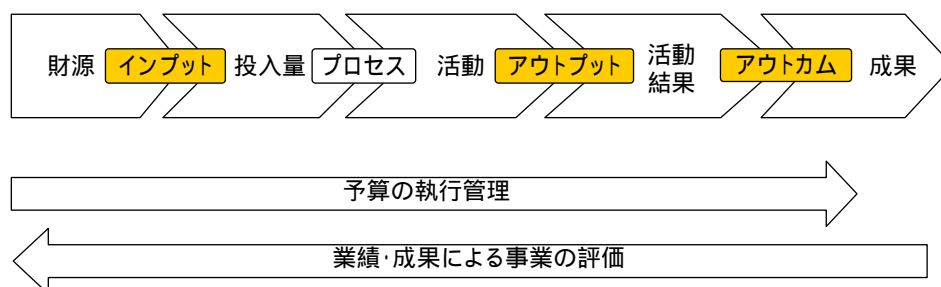 財源 インプット 投入量 プロセス 活動 アウトプット 活動結果 アウトカム 成果
予算の執行管理
業績・成果による事業の評価